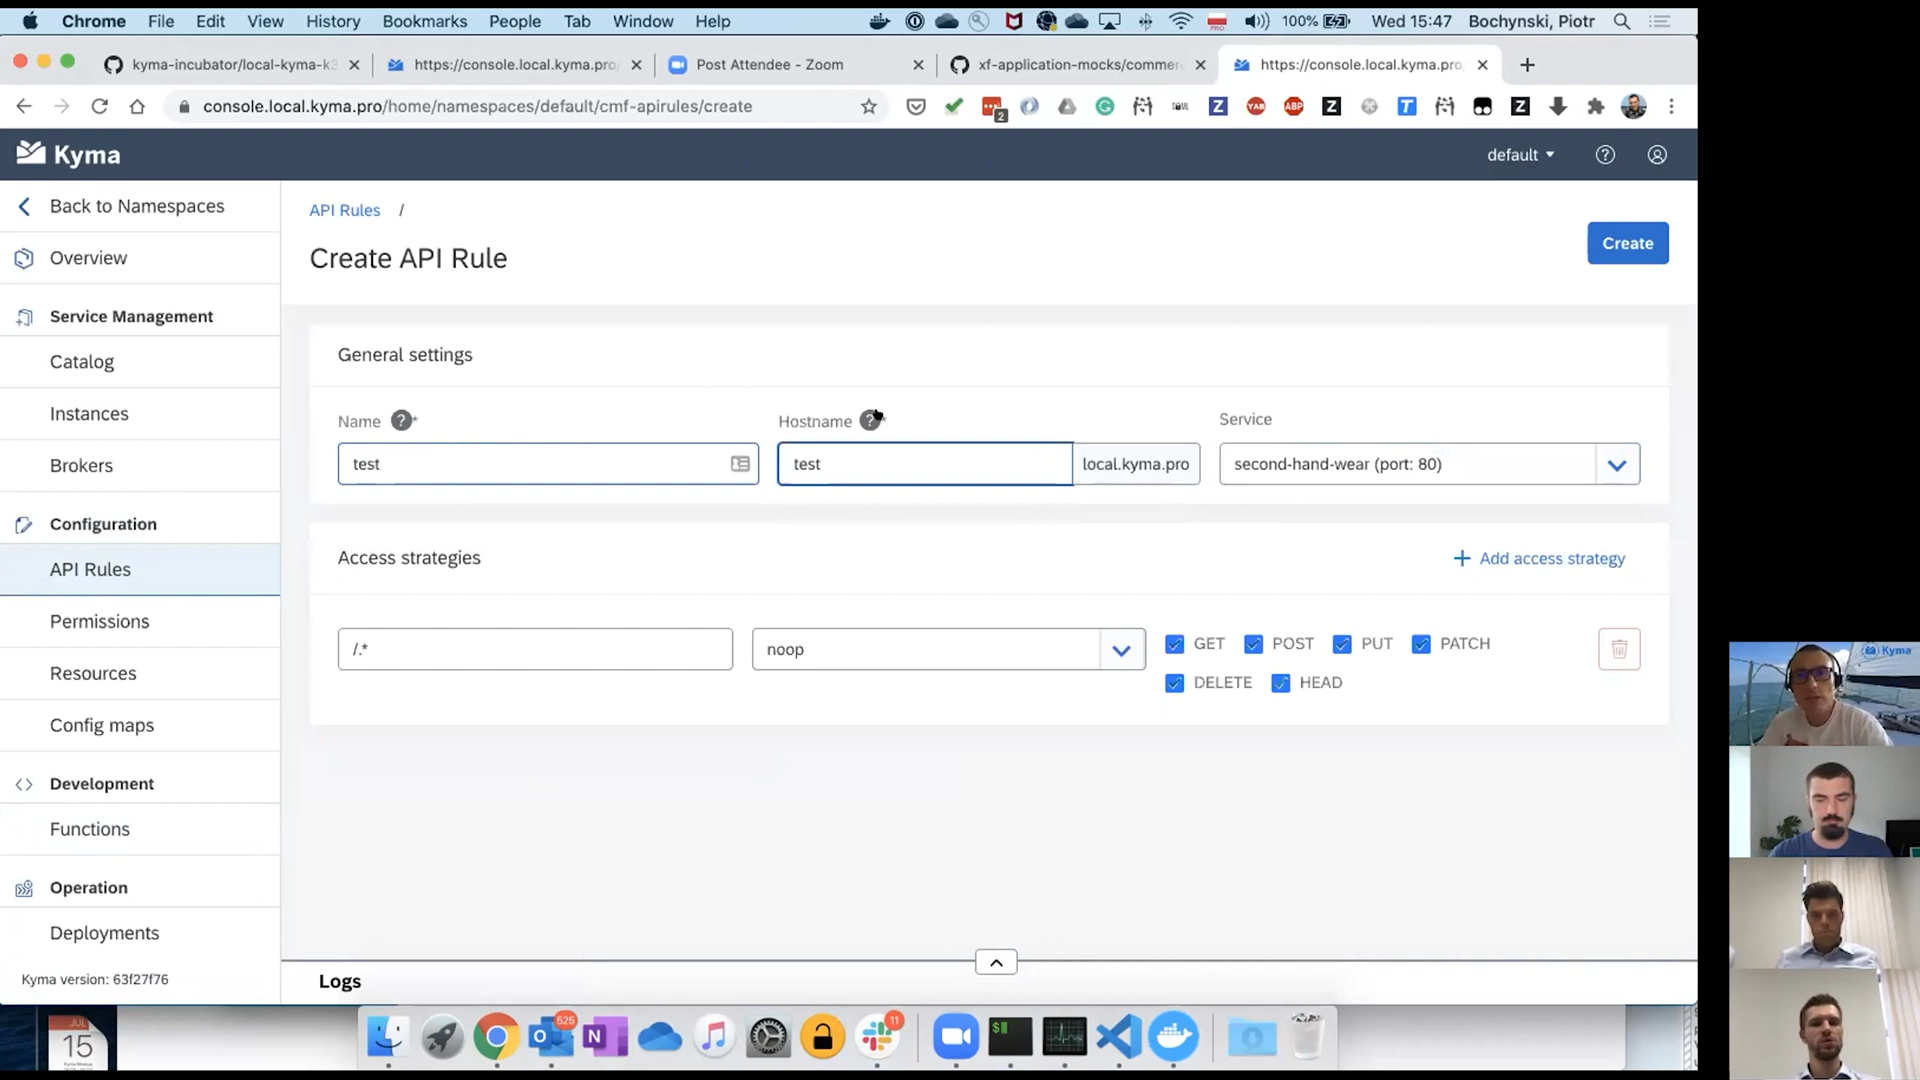 Chrome File Edit View History Bookmarks People Tab Window Help 100% Wed 15:47 Bochynski, Piotr
kyma-incubator/local-kyma-k3 https://console.local.kyma.pro/ Post Attendee - Zoom xf-application-mocks/commer https://console.local.kyma.pro
console.local.kyma.pro/home/namespaces/default/cmf-apirules/create
Kyma default
Back to Namespaces
Overview
Service Management
Catalog
Instances
Brokers
Configuration
API Rules
Permissions
Resources
Config maps
Development
Functions
Operation
Deployments
Kyma version: 63f27f76
API Rules /
Create API Rule
Create
General settings
Name ? *
Hostname ? *
Service
test
test
local.kyma.pro
second-hand-wear (port: 80)
Access strategies
+ Add access strategy
/.*
noop
GET POST PUT PATCH
DELETE HEAD
Logs
JUL
15
525
11
Kyma